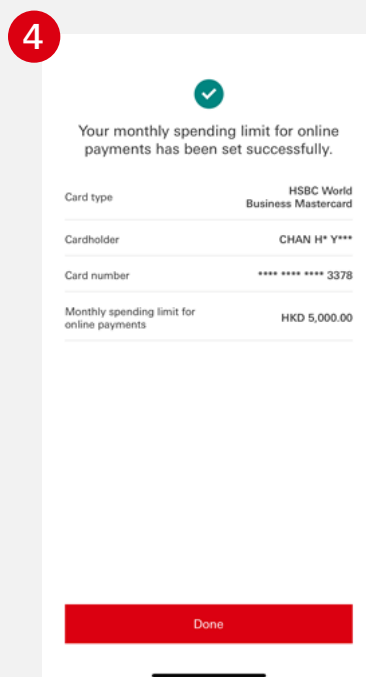 4
Your monthly spending limit for online
payments has been set successfully.
Card type
HSBC World
Business Mastercard
Cardholder
CHAN H* Y***
Card number
**** **** **** 3378
Monthly spending limit for
online payments
HKD 5,000.00
Done